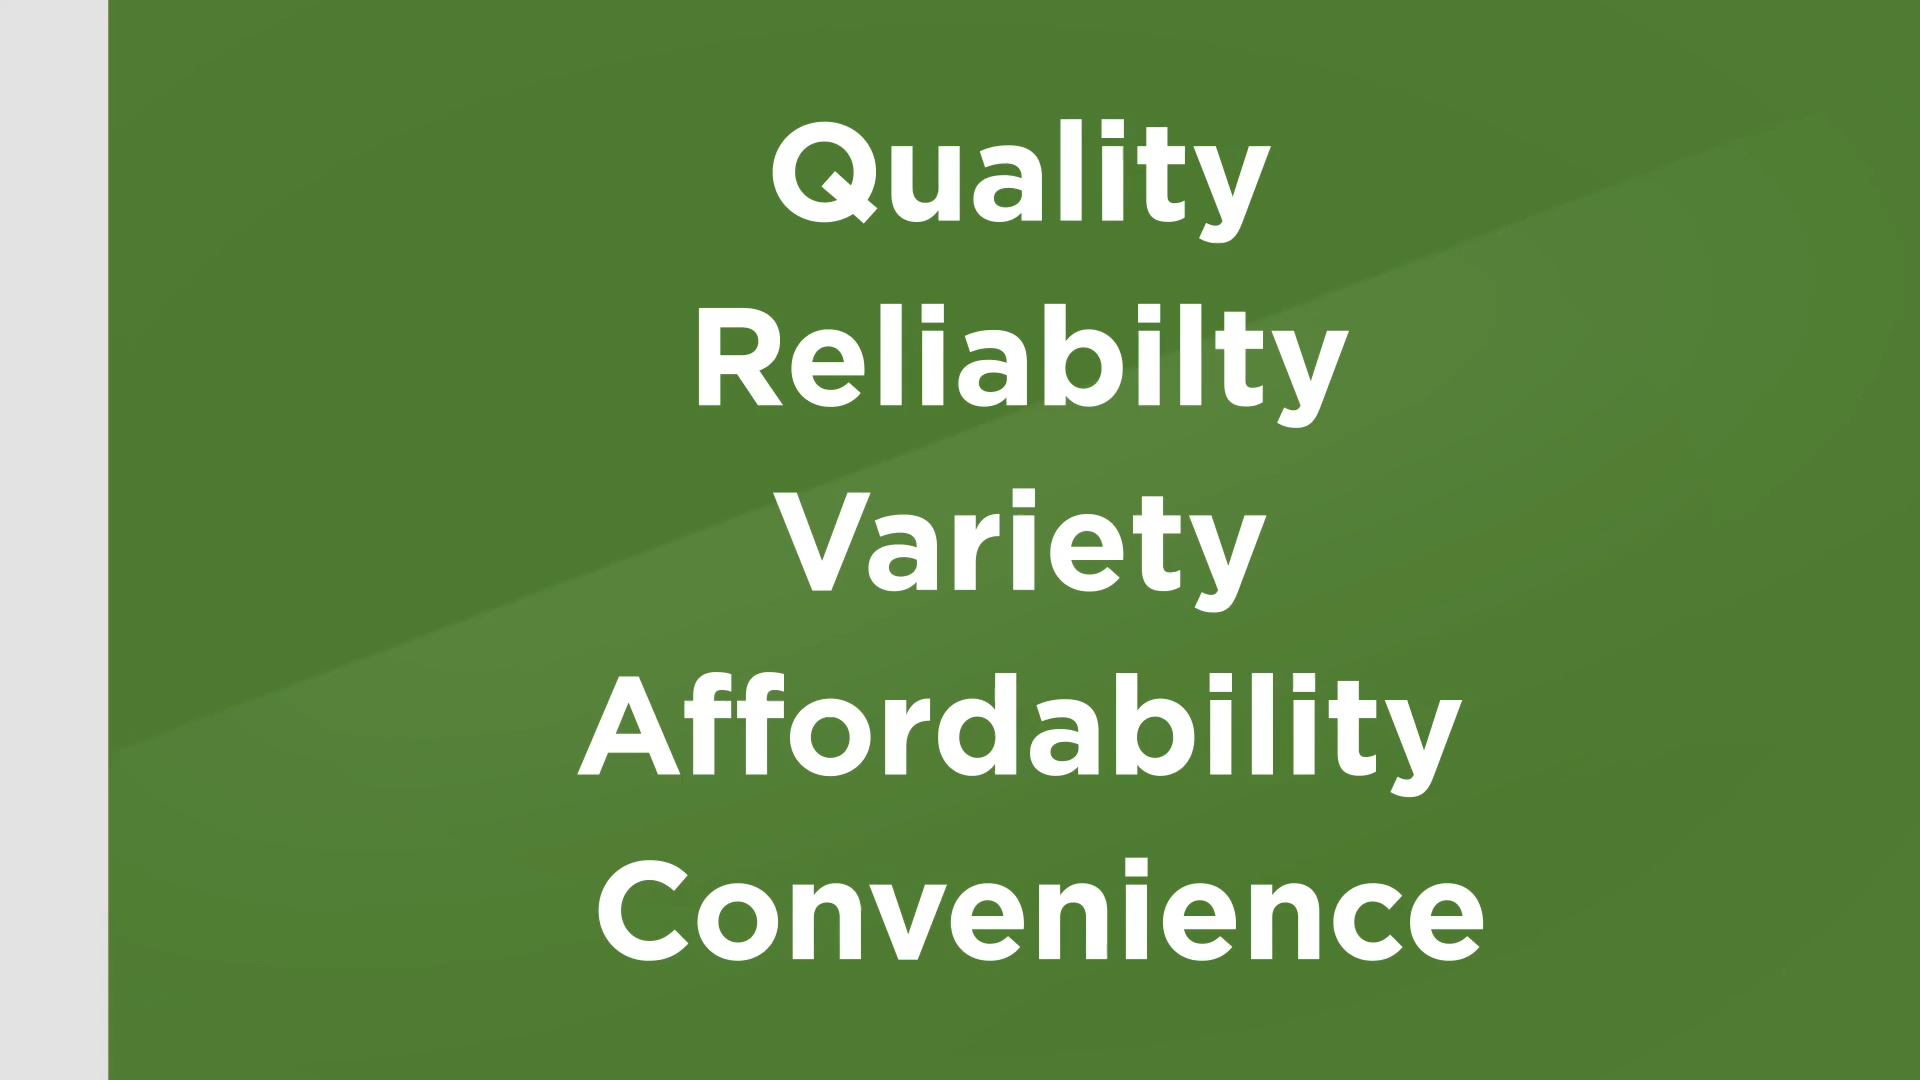 Quality
Reliabilty
Variety
Affordability
Convenience